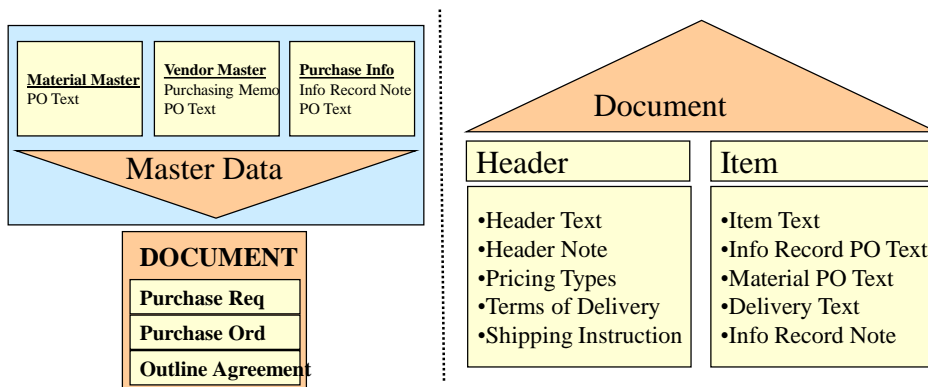 Material Master
PO Text
Vendor Master
Purchasing Memo
PO Text
Purchase Info
Info Record Note
PO Text
Master Data
DOCUMENT
Purchase Req
Purchase Ord
Outline Agreement
Document
Header
•Header Text
•Header Note
•Pricing Types
•Terms of Delivery
•Shipping Instruction
Item
•Item Text
•Info Record PO Text
•Material PO Text
•Delivery Text
•Info Record Note